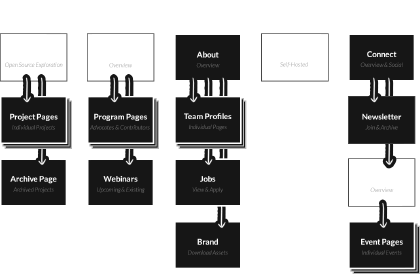 Open Source Exploration
Overview
About
Overview
Self-Hosted
Connect
Overview & Social
Project Pages
Individual Projects
Program Pages
Advocates & Contributors
Team Profiles
Individual Pages
Newsletter
Join & Archive
Archive Page
Archived Projects
Webinars
Upcoming & Existing
Jobs
View & Apply
Overview
Brand
Download Assets
Event Pages
Individual Events